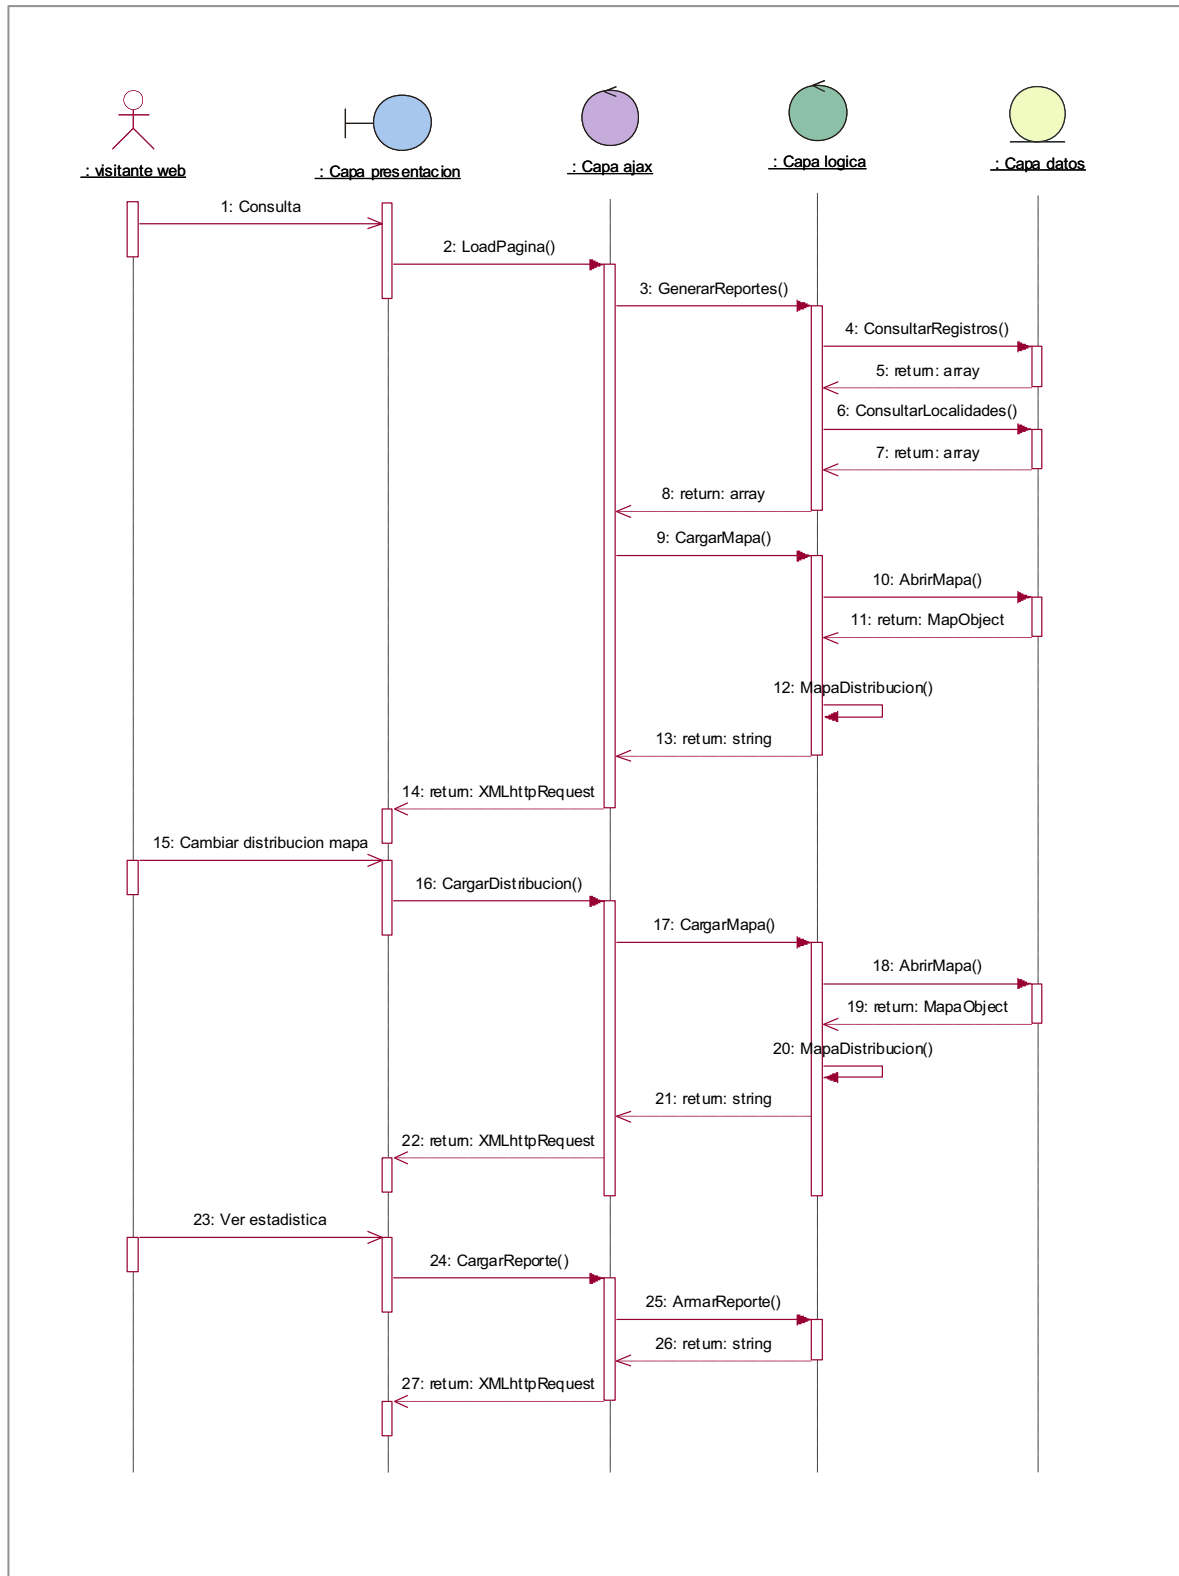 : visitante web
: Capa presentacion
: Capa ajax
: Capa logica
: Capa datos
1: Consulta
2: LoadPagina()
3: GenerarReportes()
4: ConsultarRegistros()
5: return: array
6: ConsultarLocalidades()
7: return: array
8: return: array
9: CargarMapa()
10: AbrirMapa()
11: return: MapObject
12: MapaDistribucion()
13: return: string
14: return: XMLhttpRequest
15: Cambiar distribucion mapa
16: CargarDistribucion()
17: CargarMapa()
18: AbrirMapa()
19: return: MapaObject
20: MapaDistribucion()
21: return: string
22: return: XMLhttpRequest
23: Ver estadistica
24: CargarReporte()
25: ArmarReporte()
26: return: string
27: return: XMLhttpRequest